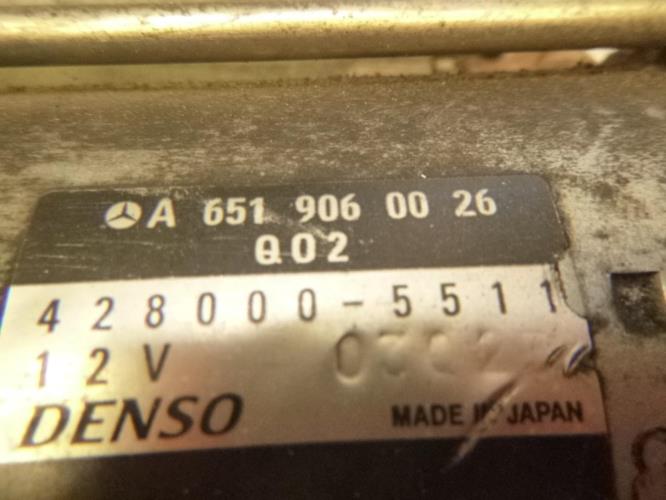 A 651 906 00 26
Q02
428000-5511
12V
DENSO MADE IN JAPAN